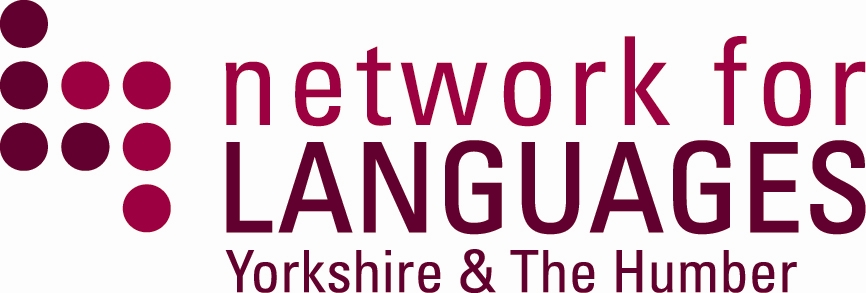 network for
LANGUAGES
Yorkshire & The Humber